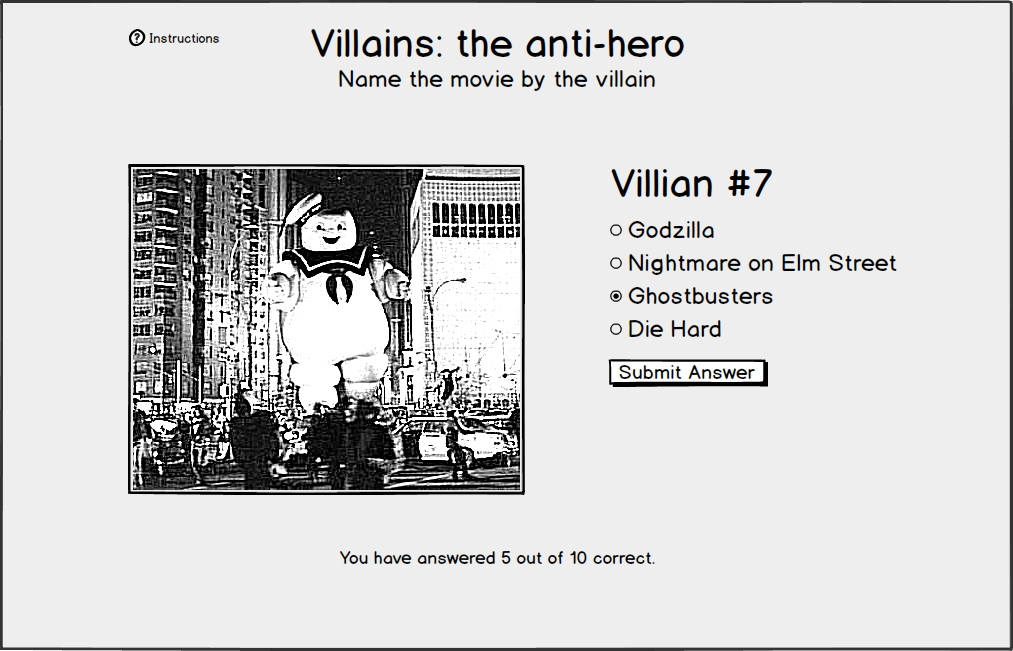 Instructions
Villains: the anti-hero
Name the movie by the villain
Villian #7
Godzilla
Nightmare on Elm Street
Ghostbusters
Die Hard
Submit Answer
You have answered 5 out of 10 correct.